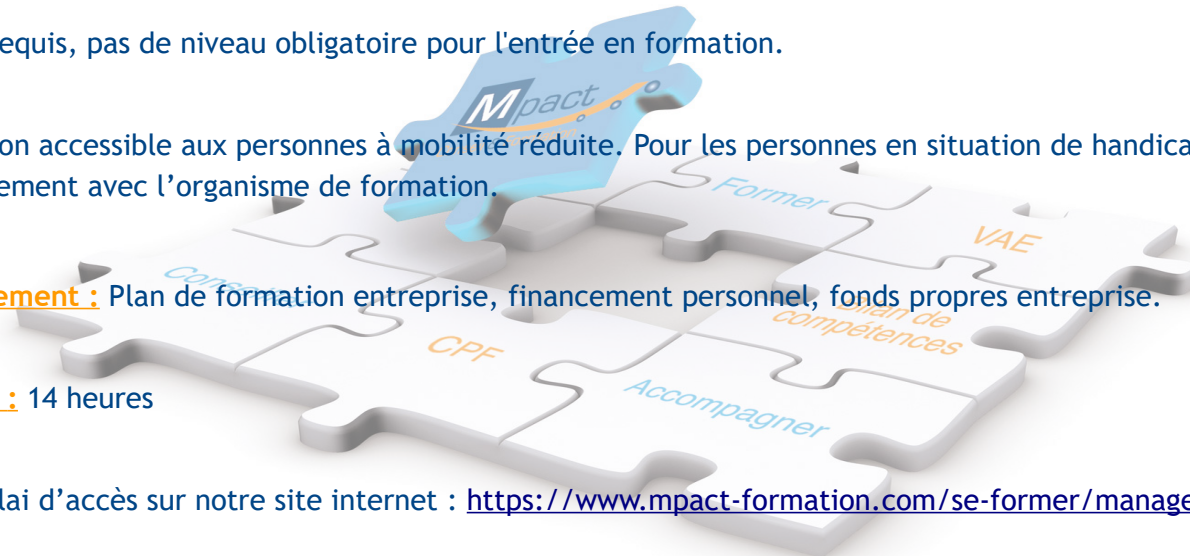 equis, pas de niveau obligatoire pour l'entrée en formation.
Mpact
on accessible aux personnes à mobilité réduite. Pour les personnes en situation de handica
ement avec l’organisme de formation.
Former
VAE
ement : Plan de formation entreprise, financement personnel, fonds propres entreprise.
Bilan de
compétences
CPF
Accompagner
: 14 heures
lai d’accès sur notre site internet : https://www.mpact-formation.com/se-former/manage